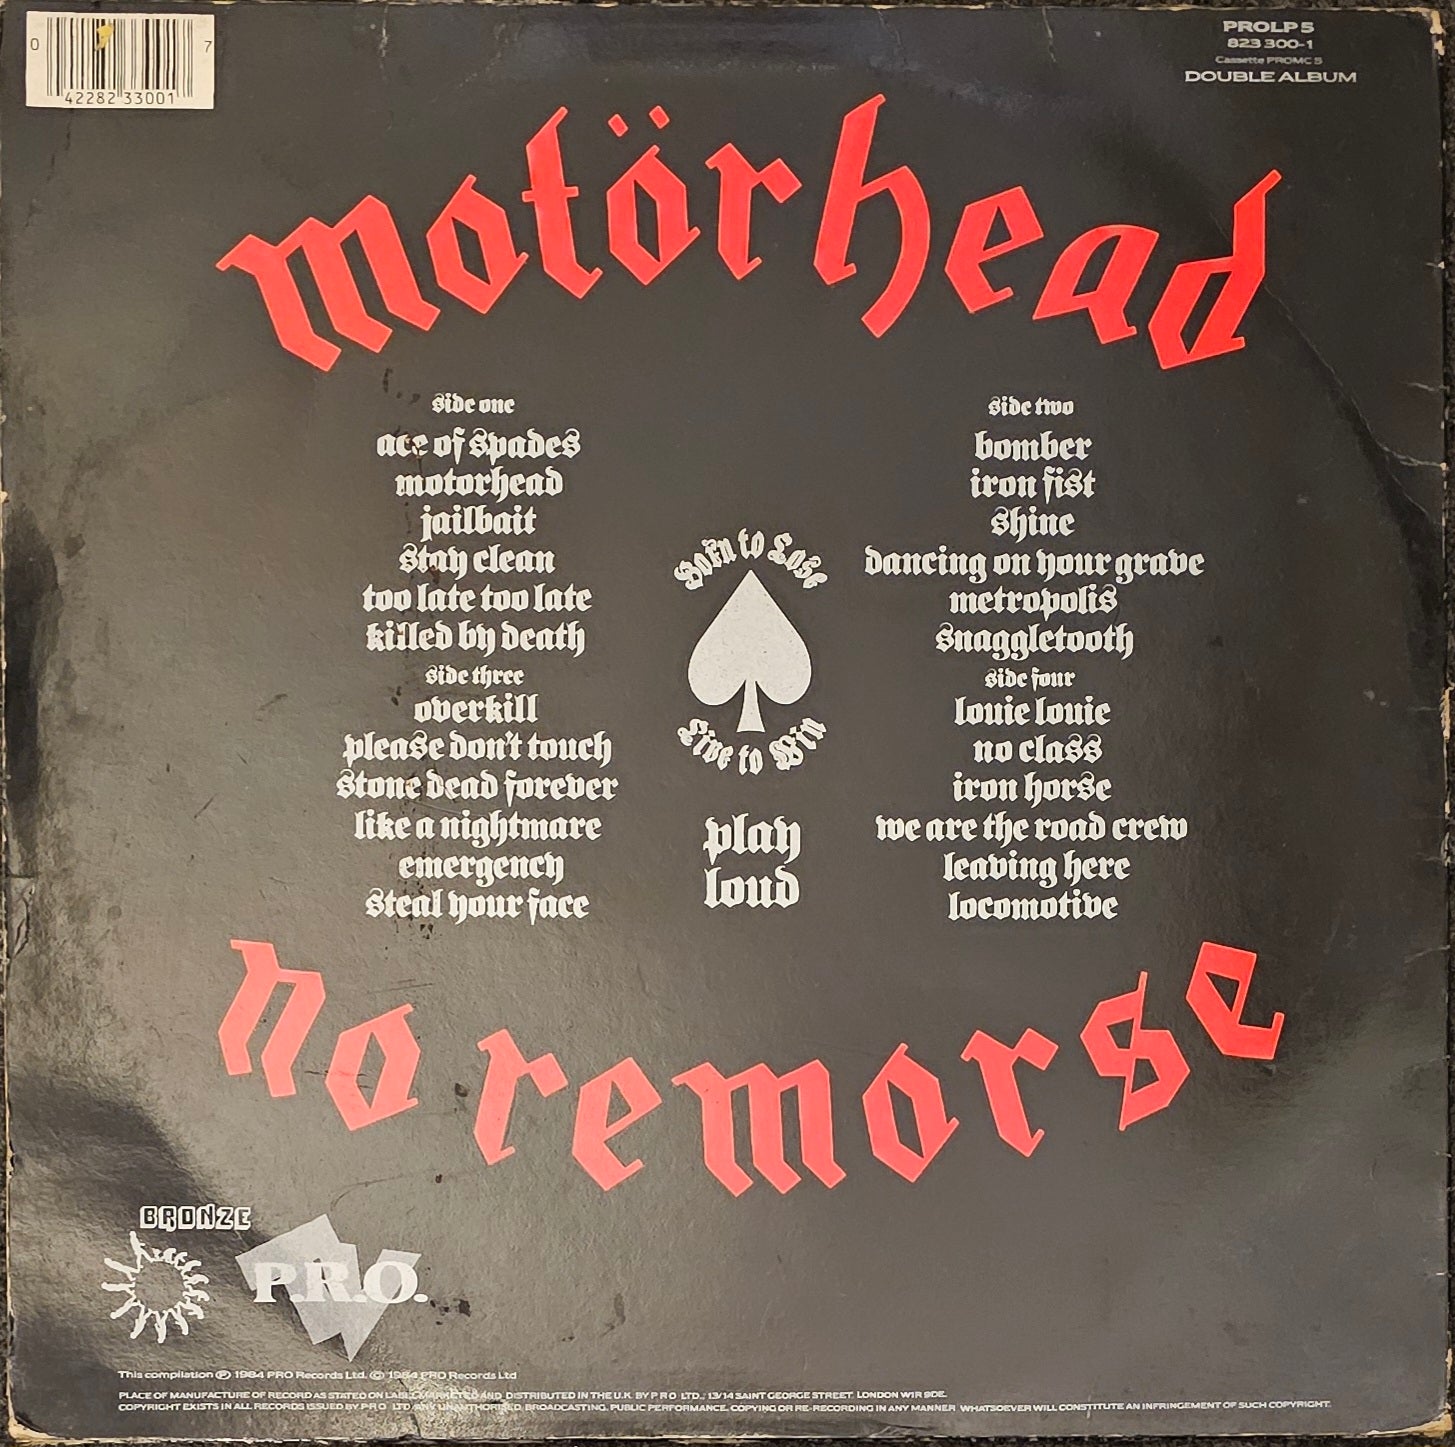 0 42282 33001 7
PROLP 5
823 300-1
Cassette PROMC 5
DOUBLE ALBUM
motörhead
side one
ace of spades
motorhead
jailbait
stay clean
too late too late
killed by death
side three
overkill
please don't touch
stone dead forever
like a nightmare
emergency
steal your face
Born to Lose
Live to Win
play
loud
side two
bomber
iron fist
shine
dancing on your grave
metropolis
snaggletooth
side four
louie louie
no class
iron horse
we are the road crew
leaving here
locomotive
no remorse
BRONZE
P.R.O.
This compilation ℗ 1984 PRO Records Ltd. © 1984 PRO Records Ltd
PLACE OF MANUFACTURE OF RECORD AS STATED ON LABEL. MARKETED AND DISTRIBUTED IN THE U.K. BY P R O LTD., 13/14 SAINT GEORGE STREET. LONDON W1R 9DE.
COPYRIGHT EXISTS IN ALL RECORDS ISSUED BY P R O LTD ANY UNAUTHORISED, BROADCASTING, PUBLIC PERFORMANCE, COPYING OR RE-RECORDING IN ANY MANNER WHATSOEVER WILL CONSTITUTE AN INFRINGEMENT OF SUCH COPYRIGHT.